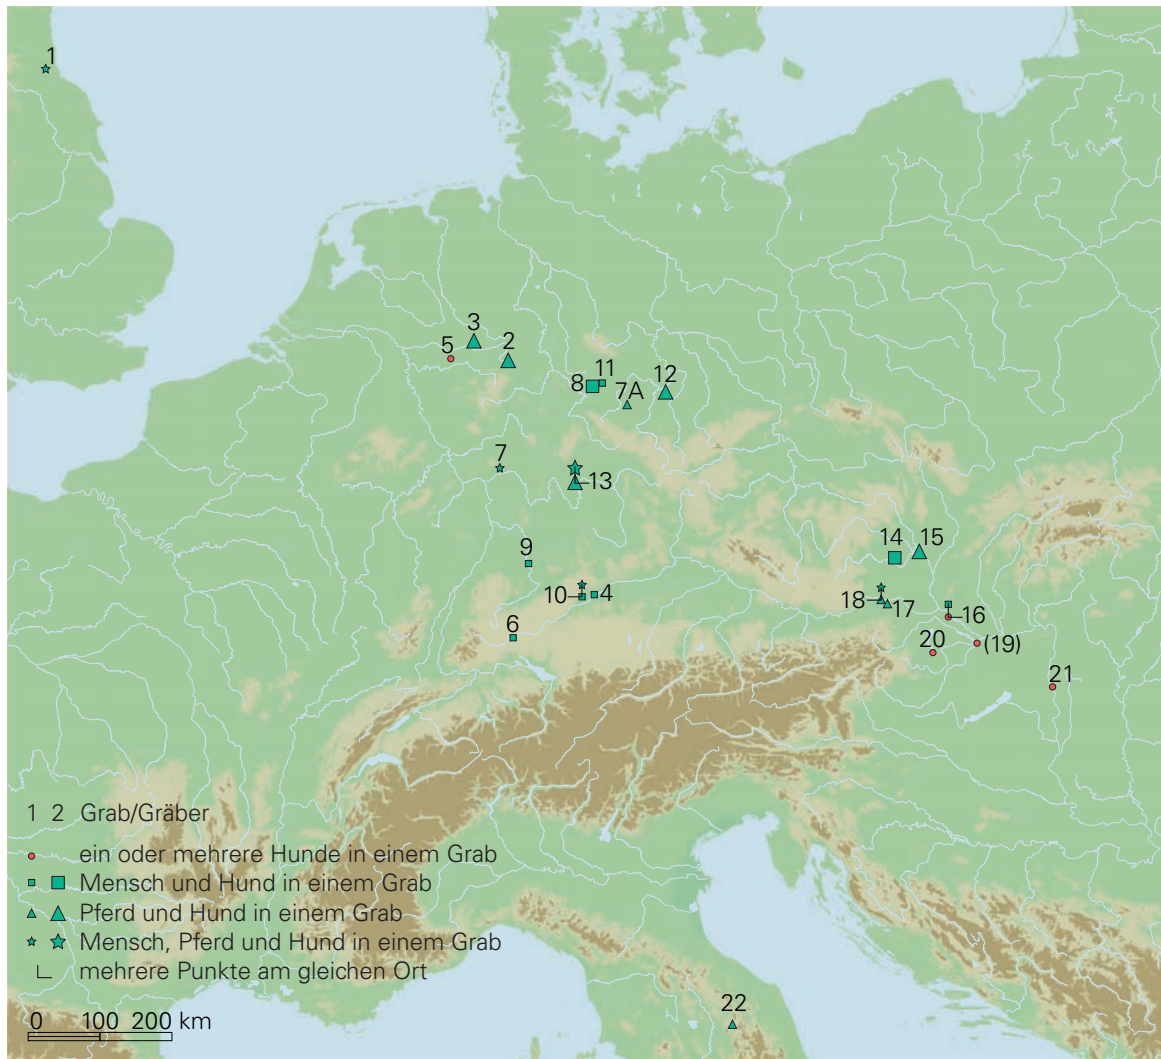 1
3
5
2
11
8
12
7A
7
13
9
14
15
10
4
18
17
16
6
20
(19)
21
1 2 Grab/Gräber
ein oder mehrere Hunde in einem Grab
Mensch und Hund in einem Grab
Pferd und Hund in einem Grab
Mensch, Pferd und Hund in einem Grab
mehrere Punkte am gleichen Ort
0 100 200 km
22